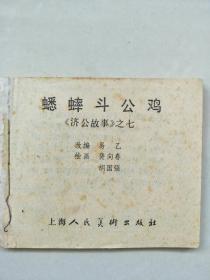 蟋蟀斗公鸡
《济公故事》之七
改编 易乙
绘画 龚向春
胡国强
上海人民美术出版社